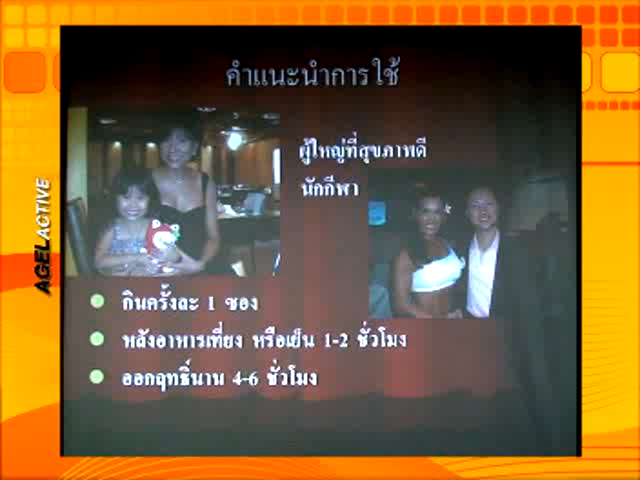 คำแนะนำการใช้
ผู้ใหญ่ที่สุขภาพดี
นักกีฬา
กินครั้งละ 1 ซอง
หลังอาหารเที่ยง หรือเย็น 1-2 ชั่วโมง
ออกฤทธิ์นาน 4-6 ชั่วโมง
AGELACTIVE